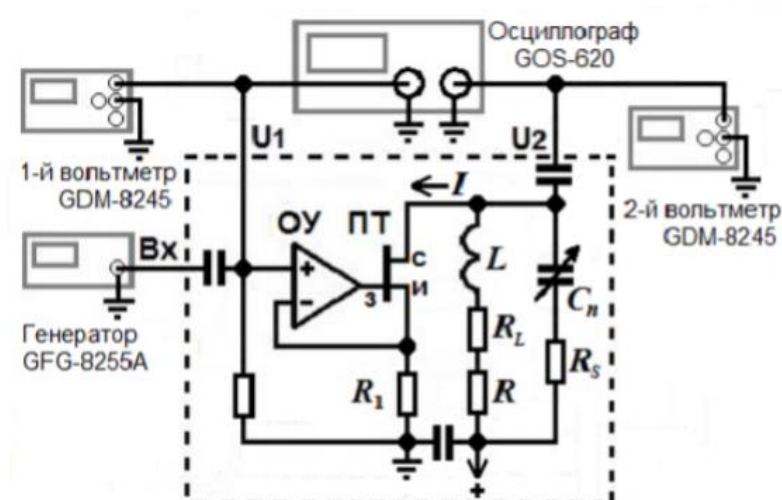 Осциллограф
GOS-620
U1
U2
1-й вольтметр
GDM-8245
2-й вольтметр
GDM-8245
I
Вх
ОУ ПТ
+
−
С
И
З
L
Cn
RL
R
RS
R1
Генератор
GFG-8255A
+